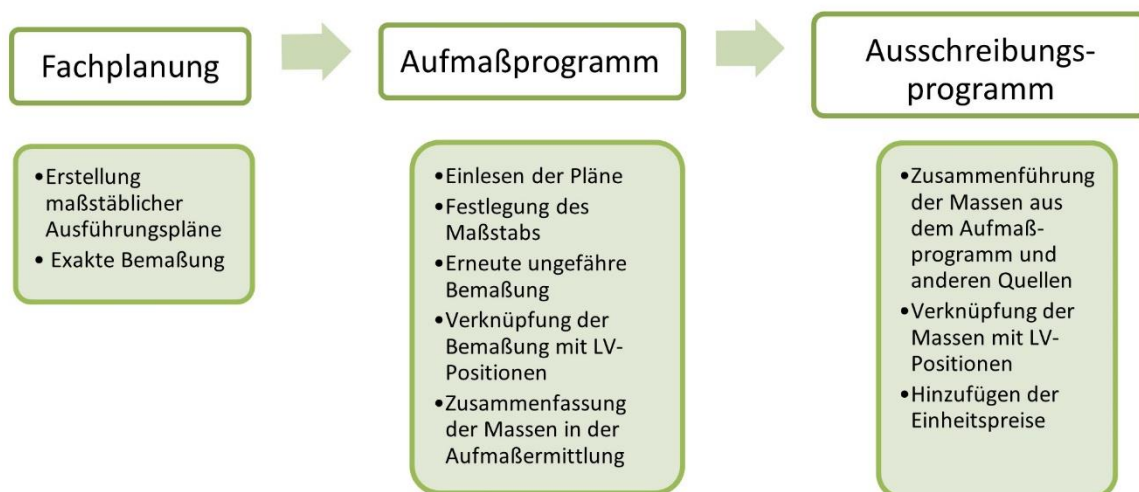 Fachplanung
Aufmaßprogramm
Ausschreibungs-
programm
•Erstellung
maßstäblicher
Ausführungspläne
• Exakte Bemaßung
•Einlesen der Pläne
•Festlegung des
Maßstabs
•Erneute ungefähre
Bemaßung
•Verknüpfung der
Bemaßung mit LV-
Positionen
•Zusammenfassung
der Massen in der
Aufmaßermittlung
•Zusammenführung
der Massen aus
dem Aufmaß-
programm und
anderen Quellen
•Verknüpfung der
Massen mit LV-
Positionen
•Hinzufügen der
Einheitspreise